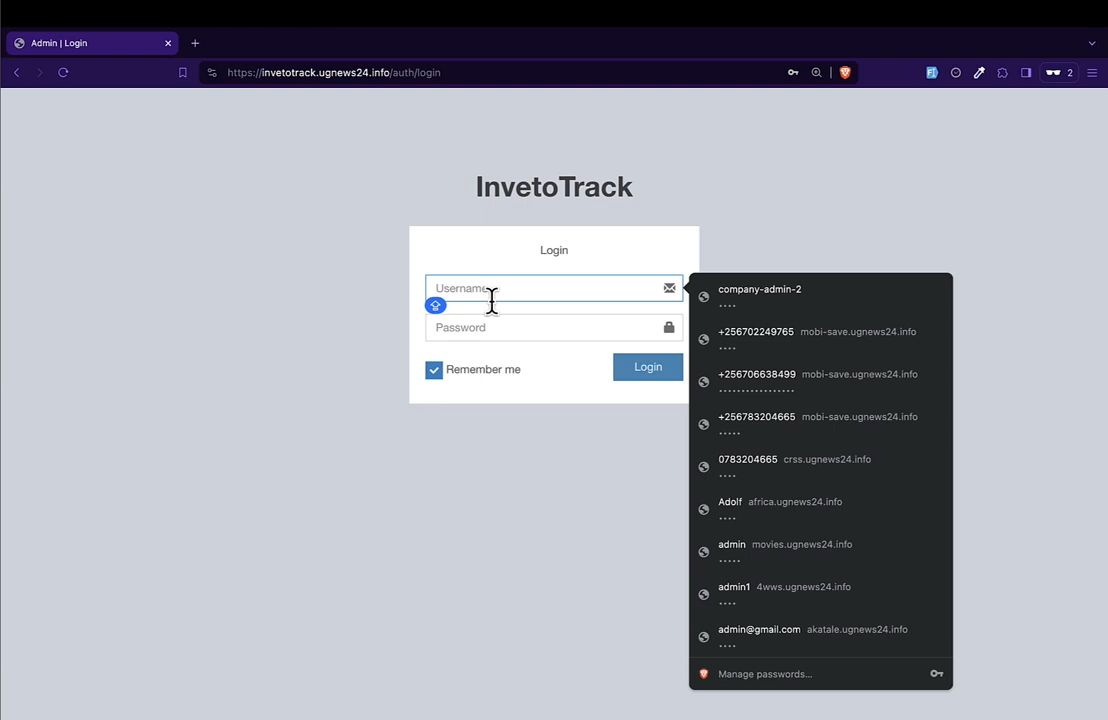 Admin | Login
https://invetotrack.ugnews24.info/auth/login
2
InvetoTrack
Login
Username
Password
Remember me
Login
company-admin-2
••••
+256702249765 mobi-save.ugnews24.info
••••
+256706638499 mobi-save.ugnews24.info
•••••••••••••••••
+256783204665 mobi-save.ugnews24.info
•••••
0783204665 crss.ugnews24.info
••••
Adolf africa.ugnews24.info
••••
admin movies.ugnews24.info
•••••
admin1 4wws.ugnews24.info
••••
admin@gmail.com akatale.ugnews24.info
••••
Manage passwords...